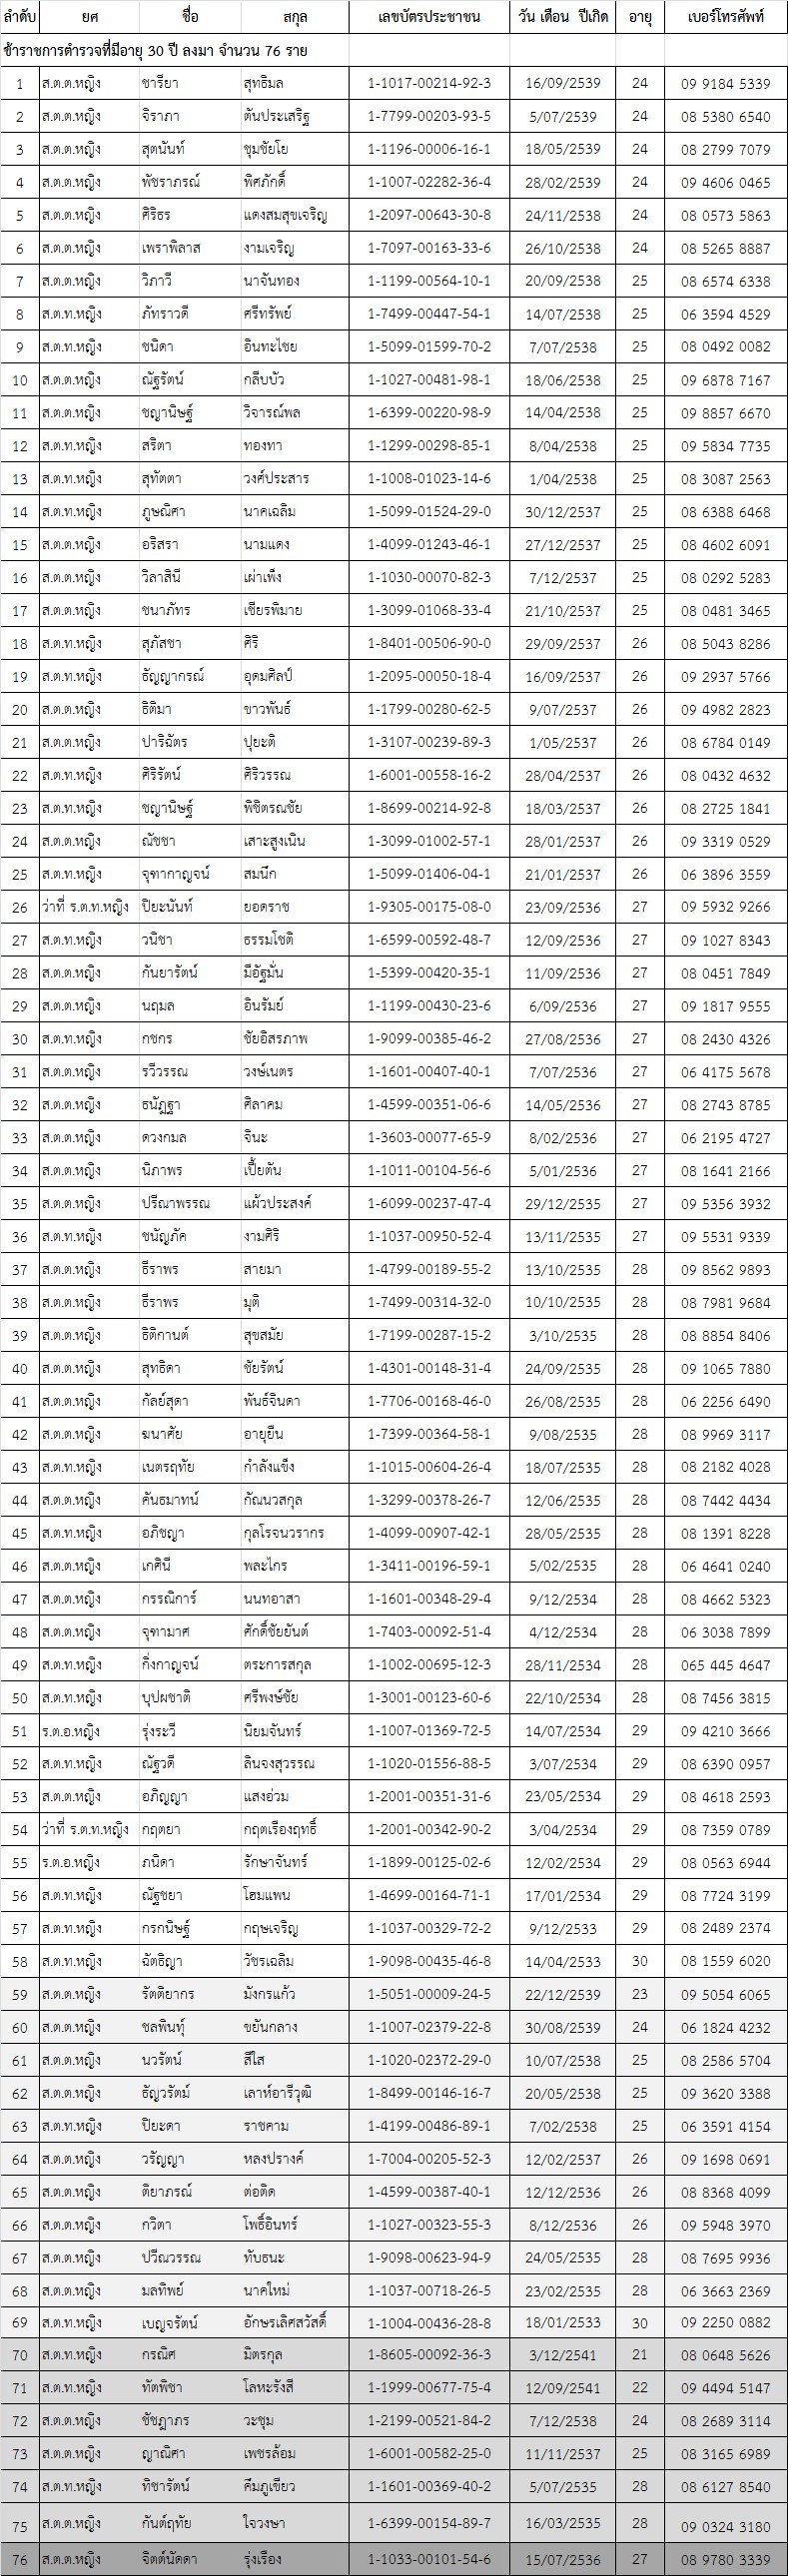 ลำดับ ยศ ชื่อ สกุล เลขบัตรประชาชน วัน เดือน ปีเกิด อายุ เบอร์โทรศัพท์
ข้าราชการตำรวจที่มีอายุ 30 ปี ลงมา จำนวน 76 ราย
1 ส.ต.ต.หญิง ชารียา สุทธิมล 1-1017-00214-92-3 16/09/2539 24 09 9184 5339
2 ส.ต.ต.หญิง จิราภา ตันประเสริฐ 1-7799-00203-93-5 5/07/2539 24 08 5380 6540
3 ส.ต.ต.หญิง สุตนันท์ ชุมชัยโย 1-1196-00006-16-1 18/05/2539 24 08 2799 7079
4 ส.ต.ต.หญิง พัชราภรณ์ พิศภักดิ์ 1-1007-02282-36-4 28/02/2539 24 09 4606 0465
5 ส.ต.ต.หญิง ศิริธร แดงสมสุขเจริญ 1-2097-00643-30-8 24/11/2538 24 08 0573 5863
6 ส.ต.ต.หญิง เพราพิลาส งามเจริญ 1-7097-00163-33-6 26/10/2538 24 08 5265 8887
7 ส.ต.ต.หญิง วิภาวี นาจันทอง 1-1199-00564-10-1 20/09/2538 25 08 6574 6338
8 ส.ต.ท.หญิง ภัทราวดี ศรีทรัพย์ 1-7499-00447-54-1 14/07/2538 25 06 3594 4529
9 ส.ต.ท.หญิง ชนิดา อินทะไชย 1-5099-01599-70-2 7/07/2538 25 08 0492 0082
10 ส.ต.ต.หญิง ณัฐรัตน์ กลีบบัว 1-1027-00481-98-1 18/06/2538 25 09 6878 7167
11 ส.ต.ต.หญิง ชญานิษฐ์ วิจารณ์พล 1-6399-00220-98-9 14/04/2538 25 09 8857 6670
12 ส.ต.ท.หญิง สริตา ทองทา 1-1299-00298-85-1 8/04/2538 25 09 5834 7735
13 ส.ต.ท.หญิง สุทัตตา วงศ์ประสาร 1-1008-01023-14-6 1/04/2538 25 08 3087 2563
14 ส.ต.ท.หญิง ภูษณิศา นาคเฉลิม 1-5099-01524-29-0 30/12/2537 25 08 6388 6468
15 ส.ต.ต.หญิง อริสรา นามแดง 1-4099-01243-46-1 27/12/2537 25 08 4602 6091
16 ส.ต.ต.หญิง วิลาสินี เผ่าเพ็ง 1-1030-00070-82-3 7/12/2537 25 08 0292 5283
17 ส.ต.ต.หญิง ชนาภัทร เชียรพิมาย 1-3099-01068-33-4 21/10/2537 25 08 0481 3465
18 ส.ต.ท.หญิง สุภัสชา ศิริ 1-8401-00506-90-0 29/09/2537 26 08 5043 8286
19 ส.ต.ท.หญิง ธัญญากรณ์ อุดมศิลป์ 1-2095-00050-18-4 16/09/2537 26 09 2937 5766
20 ส.ต.ต.หญิง ธิติมา ขาวพันธ์ 1-1799-00280-62-5 9/07/2537 26 09 4982 2823
21 ส.ต.ต.หญิง ปาริฉัตร ปุยะติ 1-3107-00239-89-3 1/05/2537 26 08 6784 0149
22 ส.ต.ท.หญิง ศิริรัตน์ ศิริวรรณ 1-6001-00558-16-2 28/04/2537 26 08 0432 4632
23 ส.ต.ท.หญิง ชญานิษฐ์ พิชิตรณชัย 1-8699-00214-92-8 18/03/2537 26 08 2725 1841
24 ส.ต.ต.หญิง ณัชชา เสาะสูงเนิน 1-3099-01002-57-1 28/01/2537 26 09 3319 0529
25 ส.ต.ท.หญิง จุฑากาญจน์ สมนึก 1-5099-01406-04-1 21/01/2537 26 06 3896 3559
26 ว่าที่ ร.ต.ท.หญิง ปิยะนันท์ ยอดราช 1-9305-00175-08-0 23/09/2536 27 09 5932 9266
27 ส.ต.ท.หญิง วนิชา ธรรมโชติ 1-6599-00592-48-7 12/09/2536 27 09 1027 8343
28 ส.ต.ต.หญิง กันยารัตน์ มีอัฐมั่น 1-5399-00420-35-1 11/09/2536 27 08 0451 7849
29 ส.ต.ต.หญิง นฤมล อินรัมย์ 1-1199-00430-23-6 6/09/2536 27 09 1817 9555
30 ส.ต.ท.หญิง กชกร ชัยอิสรภาพ 1-9099-00385-46-2 27/08/2536 27 08 2430 4326
31 ส.ต.ต.หญิง รวีวรรณ วงษ์เนตร 1-1601-00407-40-1 7/07/2536 27 06 4175 5678
32 ส.ต.ต.หญิง ธนัฏฐา ศิลาคม 1-4599-00351-06-6 14/05/2536 27 08 2743 8785
33 ส.ต.ต.หญิง ดวงกมล จินะ 1-3603-00077-65-9 8/02/2536 27 06 2195 4727
34 ส.ต.ต.หญิง นิภาพร เปี้ยตัน 1-1011-00104-56-6 5/01/2536 27 08 1641 2166
35 ส.ต.ต.หญิง ปรีณาพรรณ แผ้วประสงค์ 1-6099-00237-47-4 29/12/2535 27 09 5356 3932
36 ส.ต.ท.หญิง ชนัญภัค งามศิริ 1-1037-00950-52-4 13/11/2535 27 09 5531 9339
37 ส.ต.ต.หญิง ธีราพร สายมา 1-4799-00189-55-2 13/10/2535 28 09 8562 9893
38 ส.ต.ต.หญิง ธีราพร มุติ 1-7499-00314-32-0 10/10/2535 28 08 7981 9684
39 ส.ต.ต.หญิง ธิติกานต์ สุขสมัย 1-7199-00287-15-2 3/10/2535 28 08 8854 8406
40 ส.ต.ต.หญิง สุทธิดา ชัยรัตน์ 1-4301-00148-31-4 24/09/2535 28 09 1065 7880
41 ส.ต.ต.หญิง กัลย์สุดา พันธ์จินดา 1-7706-00168-46-0 26/08/2535 28 06 2256 6490
42 ส.ต.ต.หญิง ฆนาศัย อายุยืน 1-7399-00364-58-1 9/08/2535 28 08 9969 3117
43 ส.ต.ท.หญิง เนตรฤทัย กำลังแข็ง 1-1015-00604-26-4 18/07/2535 28 08 2182 4028
44 ส.ต.ต.หญิง คันธมาทน์ กัณนวสกุล 1-3299-00378-26-7 12/06/2535 28 08 7442 4434
45 ส.ต.ท.หญิง อภิชญา กุลโรจนวรากร 1-4099-00907-42-1 28/05/2535 28 08 1391 8228
46 ส.ต.ต.หญิง เกศินี พละไกร 1-3411-00196-59-1 5/02/2535 28 06 4641 0240
47 ส.ต.ต.หญิง กรรณิการ์ นนทอาสา 1-1601-00348-29-4 9/12/2534 28 08 4662 5323
48 ส.ต.ต.หญิง จุฑามาศ ศักดิ์ชัยยันต์ 1-7403-00092-51-4 4/12/2534 28 06 3038 7899
49 ส.ต.ท.หญิง กิ่งกาญจน์ ตระการสกุล 1-1002-00695-12-3 28/11/2534 28 065 445 4647
50 ส.ต.ท.หญิง บุปผชาติ ศรีพงษ์ชัย 1-3001-00123-60-6 22/10/2534 28 08 7456 3815
51 ร.ต.อ.หญิง รุ่งระวี นิยมจันทร์ 1-1007-01369-72-5 14/07/2534 29 09 4210 3666
52 ส.ต.ท.หญิง ณัฐวดี ลินจงสุวรรณ 1-1020-01556-88-5 3/07/2534 29 08 6390 0957
53 ส.ต.ต.หญิง อภิญญา แสงอ่วม 1-2001-00351-31-6 23/05/2534 29 08 4618 2593
54 ว่าที่ ร.ต.ท.หญิง กฤตยา กฤตเรืองฤทธิ์ 1-2001-00342-90-2 3/04/2534 29 08 7359 0789
55 ร.ต.อ.หญิง ภนิดา รักษาจันทร์ 1-1899-00125-02-6 12/02/2534 29 08 0563 6944
56 ส.ต.ท.หญิง ณัฐชยา โฮมแพน 1-4699-00164-71-1 17/01/2534 29 08 7724 3199
57 ส.ต.ท.หญิง กรกนิษฐ์ กฤษเจริญ 1-1037-00329-72-2 9/12/2533 29 08 2489 2374
58 ส.ต.ท.หญิง ฉัตธิญา วัชรเฉลิม 1-9098-00435-46-8 14/04/2533 30 08 1559 6020
59 ส.ต.ต.หญิง รัตติยากร มังกรแก้ว 1-5051-00009-24-5 22/12/2539 23 09 5054 6065
60 ส.ต.ต.หญิง ชลพินทุ์ ขยันกลาง 1-1007-02379-22-8 30/08/2539 24 06 1824 4232
61 ส.ต.ต.หญิง นวรัตน์ สีใส 1-1020-02372-29-0 10/07/2538 25 08 2586 5704
62 ส.ต.ต.หญิง ธัญวรัตม์ เลาห์อารีวุฒิ 1-8499-00146-16-7 20/05/2538 25 09 3620 3388
63 ส.ต.ท.หญิง ปิยะดา ราชคาม 1-4199-00486-89-1 7/02/2538 25 06 3591 4154
64 ส.ต.ต.หญิง วรัญญา หลงปรางค์ 1-7004-00205-52-3 12/02/2537 26 09 1698 0691
65 ส.ต.ต.หญิง ติยาภรณ์ ต่อติด 1-4599-00387-40-1 12/12/2536 26 08 8368 4099
66 ส.ต.ต.หญิง กวิตา โพธิ์อินทร์ 1-1027-00323-55-3 8/12/2536 26 09 5948 3970
67 ส.ต.ต.หญิง ปวีณวรรณ ทับธนะ 1-9098-00623-94-9 24/05/2535 28 08 7695 9936
68 ส.ต.ต.หญิง มลทิพย์ นาคใหม่ 1-1037-00718-26-5 23/02/2535 28 06 3663 2369
69 ส.ต.ท.หญิง เบญจรัตน์ อักษรเลิศสวัสดิ์ 1-1004-00436-28-8 18/01/2533 30 09 2250 0882
70 ส.ต.ท.หญิง กรณิศ มิตรกุล 1-8605-00092-36-3 3/12/2541 21 08 0648 5626
71 ส.ต.ท.หญิง ทัตพิชา โลหะรังสี 1-1999-00677-75-4 12/09/2541 22 09 4494 5147
72 ส.ต.ต.หญิง ชัชฎาภร วะชุม 1-2199-00521-84-2 7/12/2538 24 08 2689 3114
73 ส.ต.ต.หญิง ญาณิศา เพชรล้อม 1-6001-00582-25-0 11/11/2537 25 08 3165 6989
74 ส.ต.ท.หญิง ทิชารัตน์ คึมภูเขียว 1-1601-00369-40-2 5/07/2535 28 08 6127 8540
75 ส.ต.ต.หญิง กันต์ฤทัย ใจวงษา 1-6399-00154-89-7 16/03/2535 28 09 0324 3180
76 ส.ต.ต.หญิง จิตต์นัดดา รุ่งเรือง 1-1033-00101-54-6 15/07/2536 27 08 9780 3339